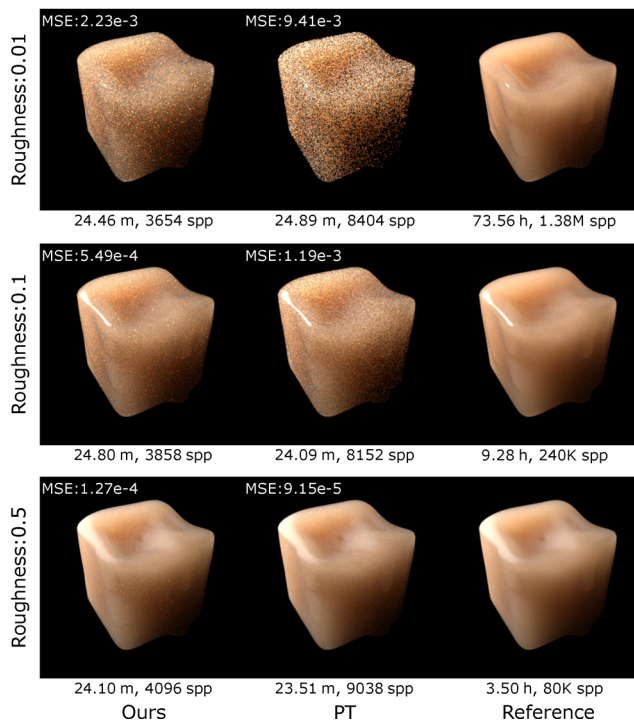 MSE:2.23e-3 MSE:9.41e-3
Roughness:0.01
24.46 m, 3654 spp 24.89 m, 8404 spp 73.56 h, 1.38M spp
MSE:5.49e-4 MSE:1.19e-3
Roughness:0.1
24.80 m, 3858 spp 24.09 m, 8152 spp 9.28 h, 240K spp
MSE:1.27e-4 MSE:9.15e-5
Roughness:0.5
24.10 m, 4096 spp 23.51 m, 9038 spp 3.50 h, 80K spp
Ours PT Reference